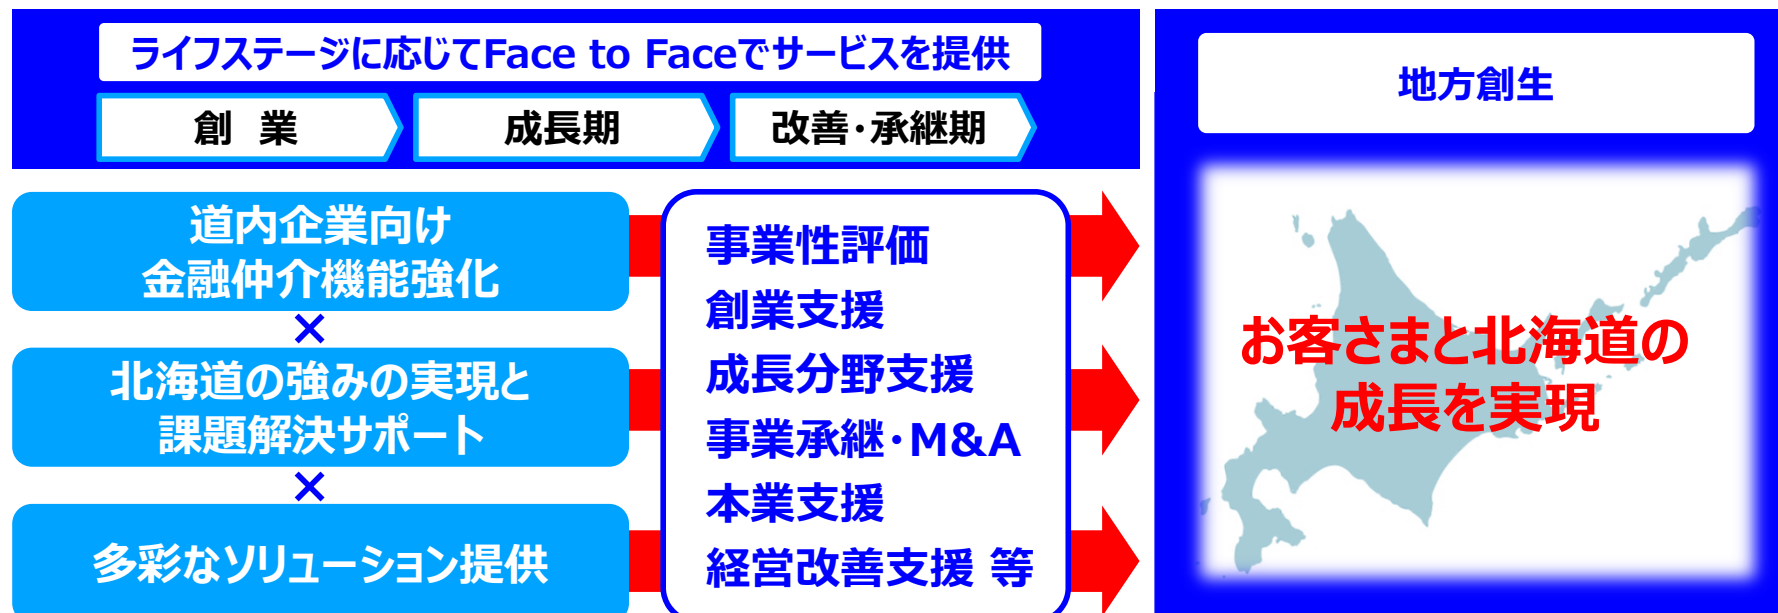 ライフステージに応じてFace to Faceでサービスを提供
創 業
成長期
改善・承継期
道内企業向け
金融仲介機能強化
×
北海道の強みの実現と
課題解決サポート
×
多彩なソリューション提供
事業性評価
創業支援
成長分野支援
事業承継・M&A
本業支援
経営改善支援 等
地方創生
お客さまと北海道の
成長を実現